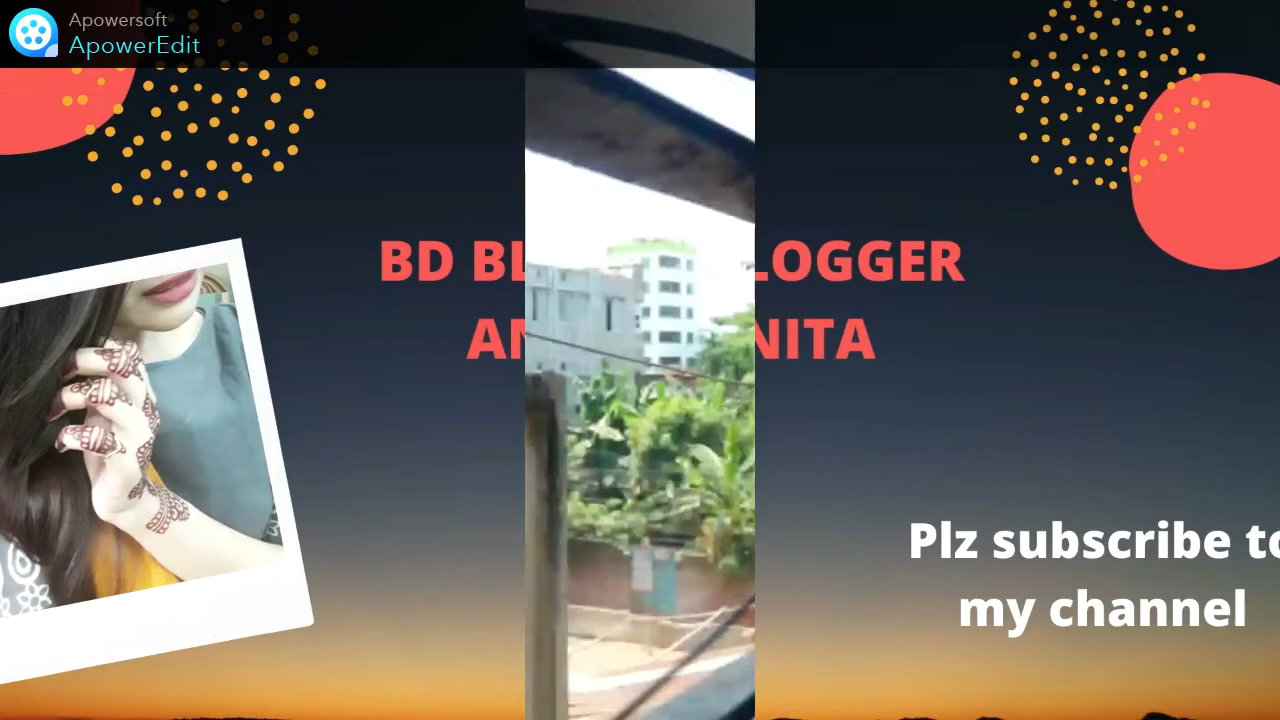 Apowersoft
ApowerEdit
BD BL LOGGER
AN NITA
Plz subscribe to
my channel